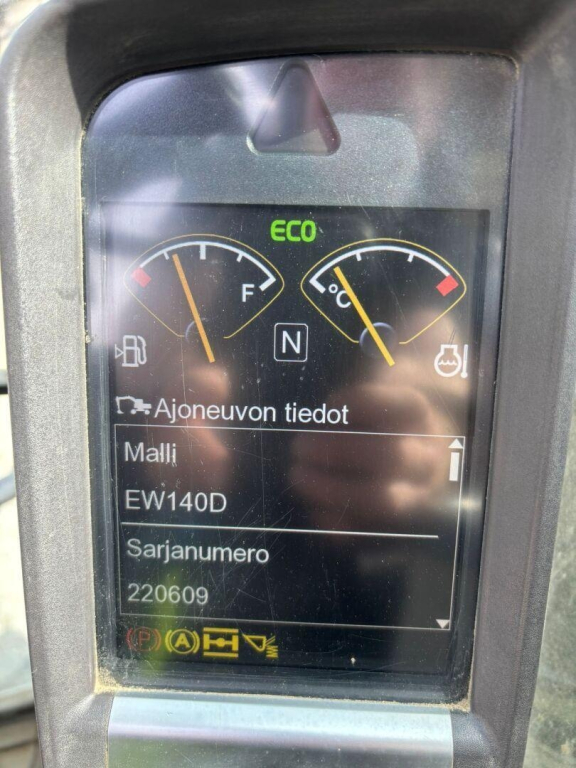 ECO
F
°C
N
Ajoneuvon tiedot
Malli
EW140D
Sarjanumero
220609
P
A